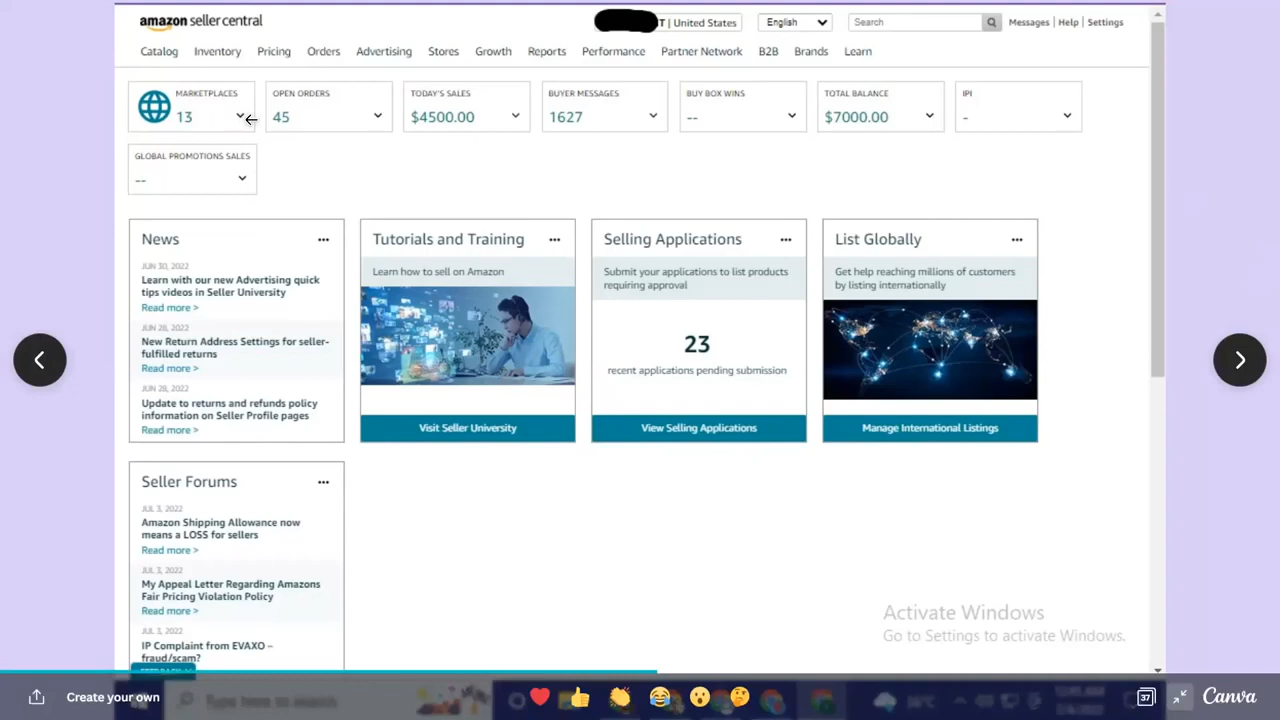 amazon seller central
T | United States
English
Search
Messages | Help | Settings
Catalog Inventory Pricing Orders Advertising Stores Growth Reports Performance Partner Network B2B Brands Learn
MARKETPLACES
13
OPEN ORDERS
45
TODAY'S SALES
$4500.00
BUYER MESSAGES
1627
BUY BOX WINS
--
TOTAL BALANCE
$7000.00
IPI
-
GLOBAL PROMOTIONS SALES
--
News
JUN 30, 2022
Learn with our new Advertising quick
tips videos in Seller University
Read more >
JUN 28, 2022
New Return Address Settings for seller-
fulfilled returns
Read more >
JUN 28, 2022
Update to returns and refunds policy
information on Seller Profile pages
Read more >
Tutorials and Training
Learn how to sell on Amazon
Visit Seller University
Selling Applications
Submit your applications to list products
requiring approval
23
recent applications pending submission
View Selling Applications
List Globally
Get help reaching millions of customers
by listing internationally
Manage International Listings
Seller Forums
JUL 3, 2022
Amazon Shipping Allowance now
means a LOSS for sellers
Read more >
JUL 3, 2022
My Appeal Letter Regarding Amazons
Fair Pricing Violation Policy
Read more >
JUL 3, 2022
IP Complaint from EVAXO –
fraud/scam?
Activate Windows
Go to Settings to activate Windows.
Create your own
Type here to search
37
Canva